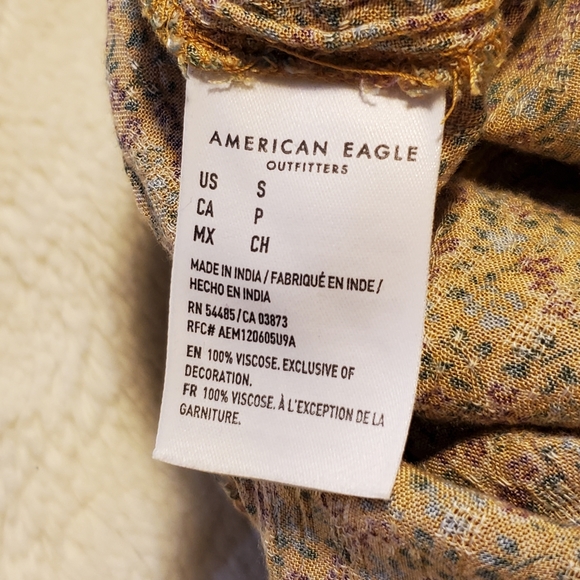 AMERICAN EAGLE
OUTFITTERS
US S
CA P
MX CH
MADE IN INDIA / FABRIQUÉ EN INDE /
HECHO EN INDIA
RN 54485 / CA 03873
RFC# AEM120605U9A
EN 100% VISCOSE. EXCLUSIVE OF
DECORATION.
FR 100% VISCOSE. À L'EXCEPTION DE LA
GARNITURE.